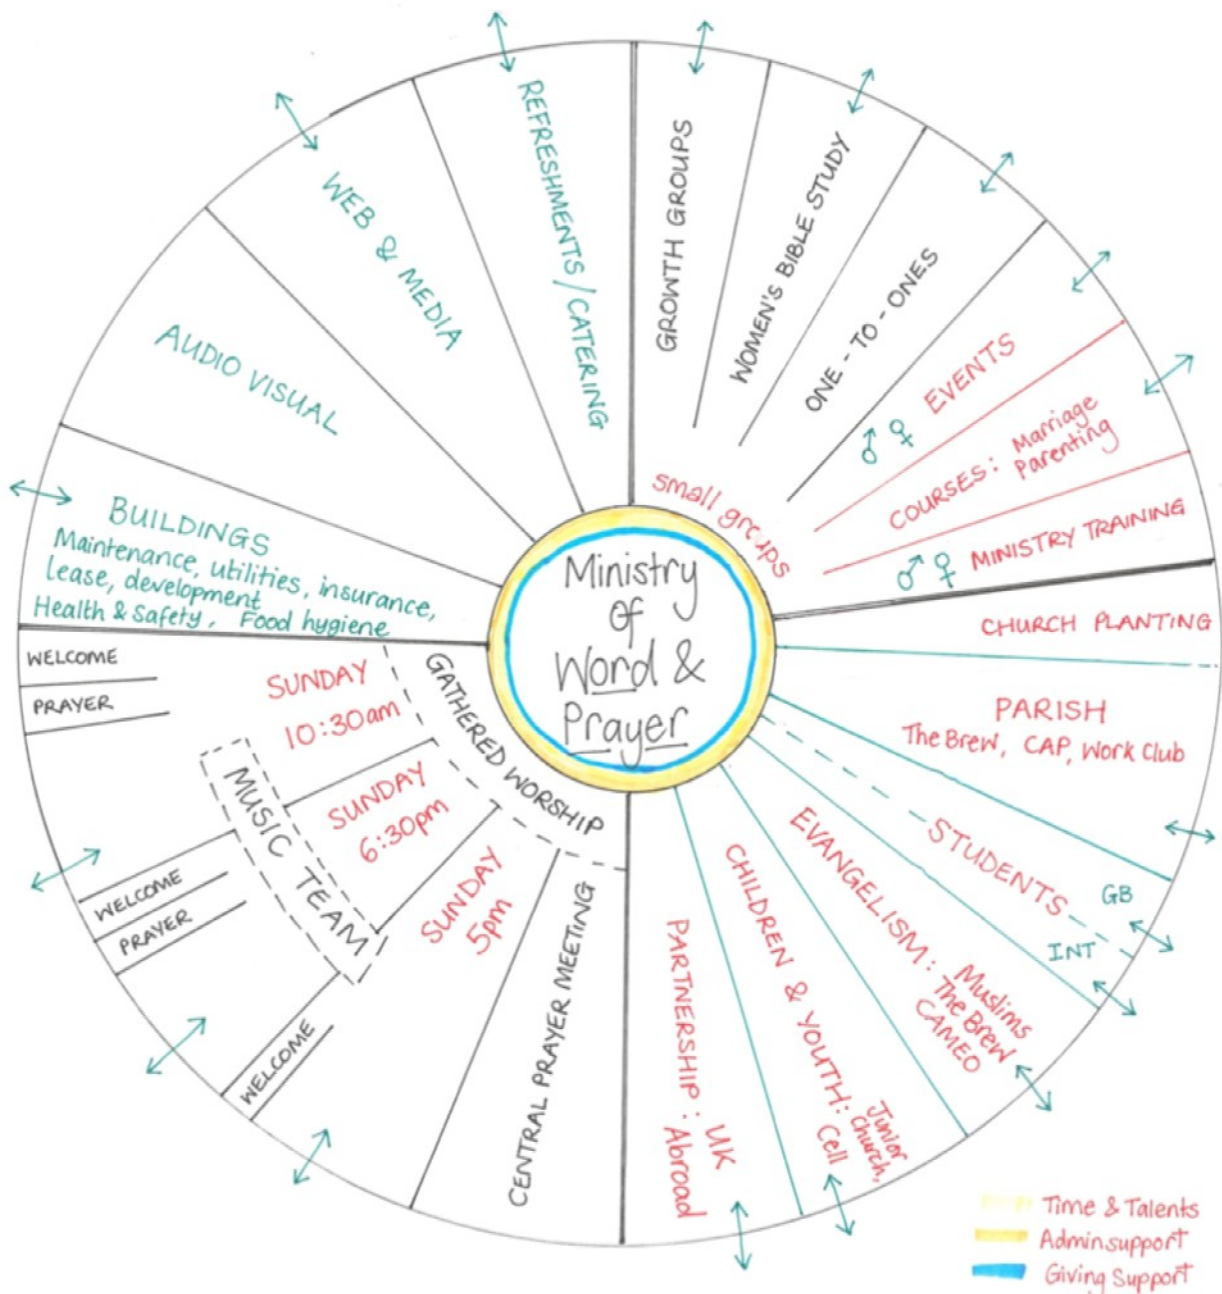 Ministry
of
Word &
Prayer
small groups
GROWTH GROUPS
WOMEN'S BIBLE STUDY
ONE - TO - ONES
♂ ♀ EVENTS
COURSES: Marriage
Parenting
♂ ♀ MINISTRY TRAINING
CHURCH PLANTING
PARISH
The Brew, CAP, Work Club
STUDENTS
GB
INT
EVANGELISM: Muslims
The Brew
CAMEO
CHILDREN & YOUTH: Junior
Church,
Cell
PARTNERSHIP: UK
Abroad
GATHERED WORSHIP
CENTRAL PRAYER MEETING
SUNDAY
5pm
WELCOME
SUNDAY
6:30pm
WELCOME
PRAYER
MUSIC TEAM
SUNDAY
10:30am
WELCOME
PRAYER
BUILDINGS
Maintenance, utilities, insurance,
lease, development
Health & Safety, Food hygiene
AUDIO VISUAL
WEB & MEDIA
REFRESHMENTS/CATERING
Time & Talents
Admin support
Giving Support